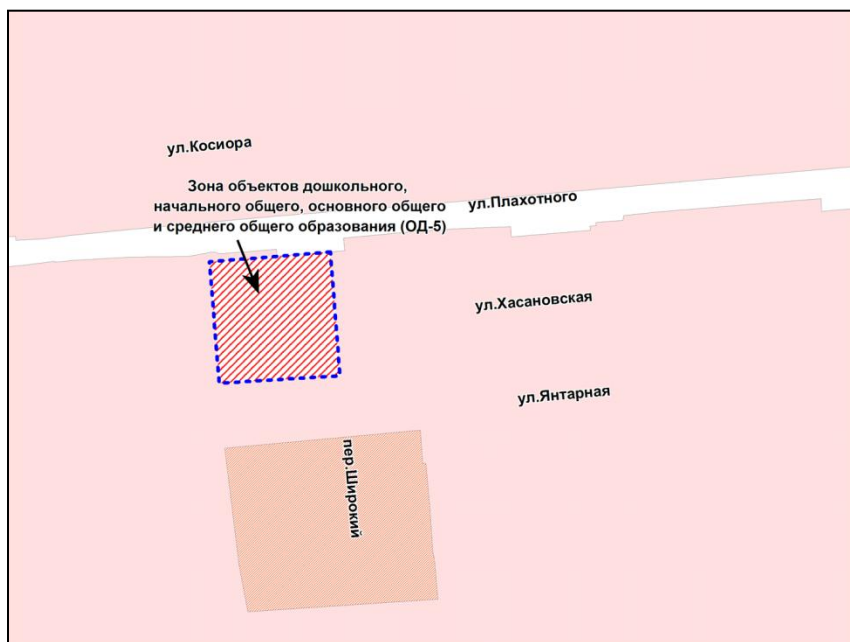 ул.Косиора
Зона объектов дошкольного,
начального общего, основного общего
и среднего общего образования (ОД-5)
ул.Плахотного
ул.Хасановская
ул.Янтарная
пер.Широкий